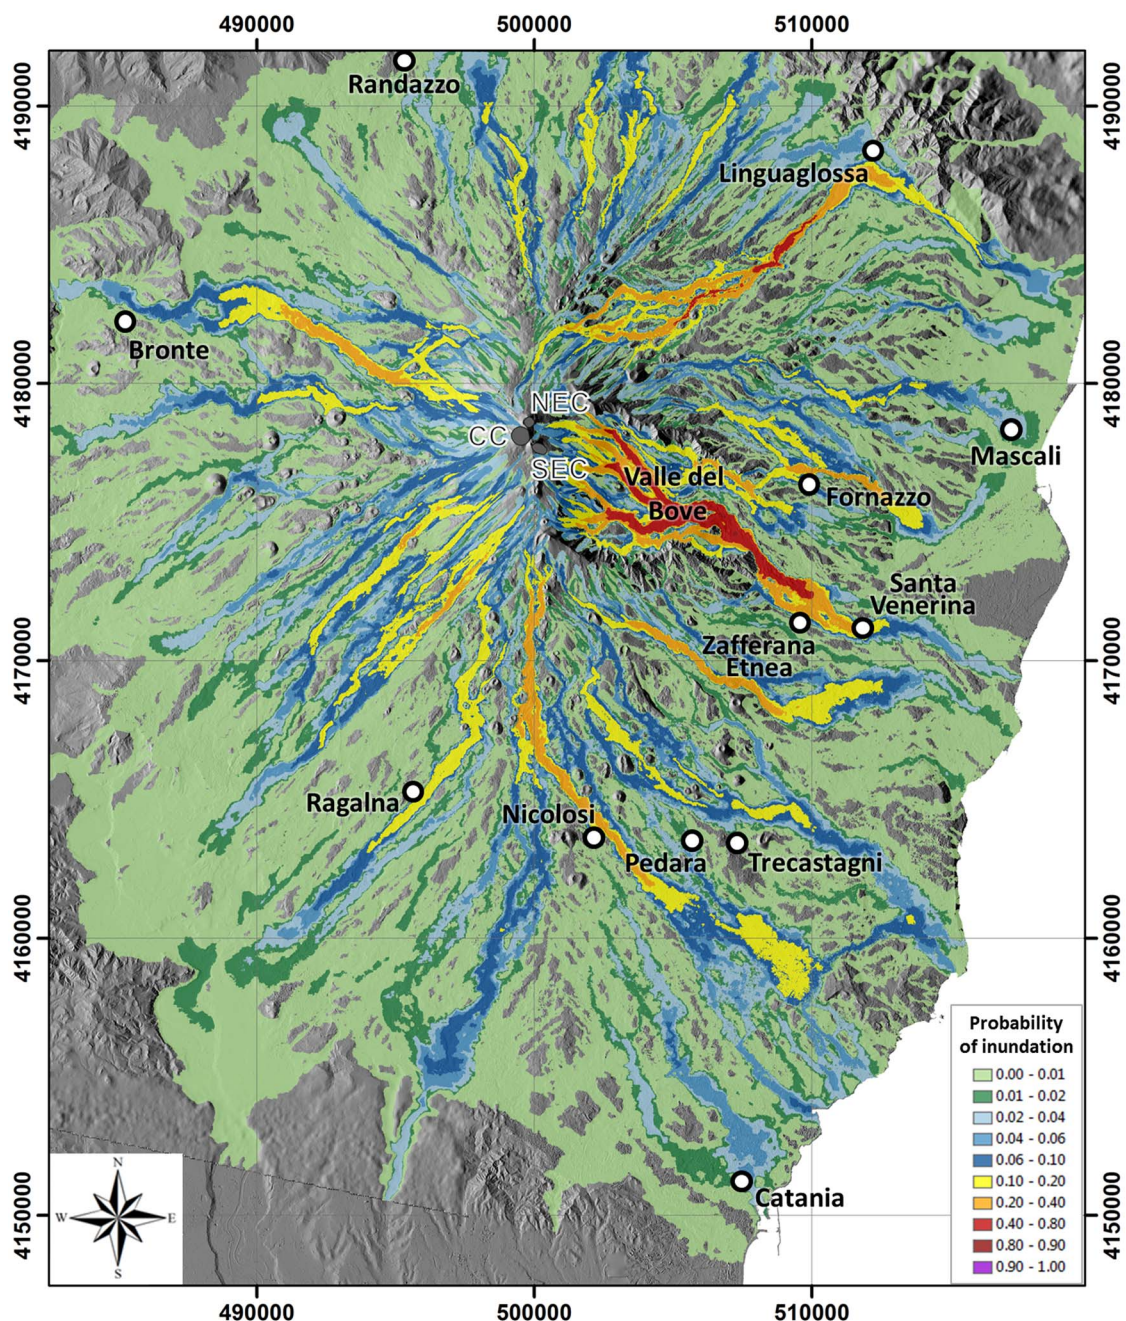 490000
500000
510000
4190000
4190000
Randazzo
Linguaglossa
Bronte
4180000
4180000
NEC
CC
Mascali
SEC
Valle del
Bove
Fornazzo
Santa
Venerina
Zafferana
Etnea
4170000
4170000
Ragalna
Nicolosi
Pedara
Trecastagni
4160000
4160000
Probability
of inundation
0.00 - 0.01
0.01 - 0.02
0.02 - 0.04
0.04 - 0.06
0.06 - 0.10
0.10 - 0.20
0.20 - 0.40
0.40 - 0.80
0.80 - 0.90
0.90 - 1.00
N
W
E
S
Catania
4150000
4150000
490000
500000
510000